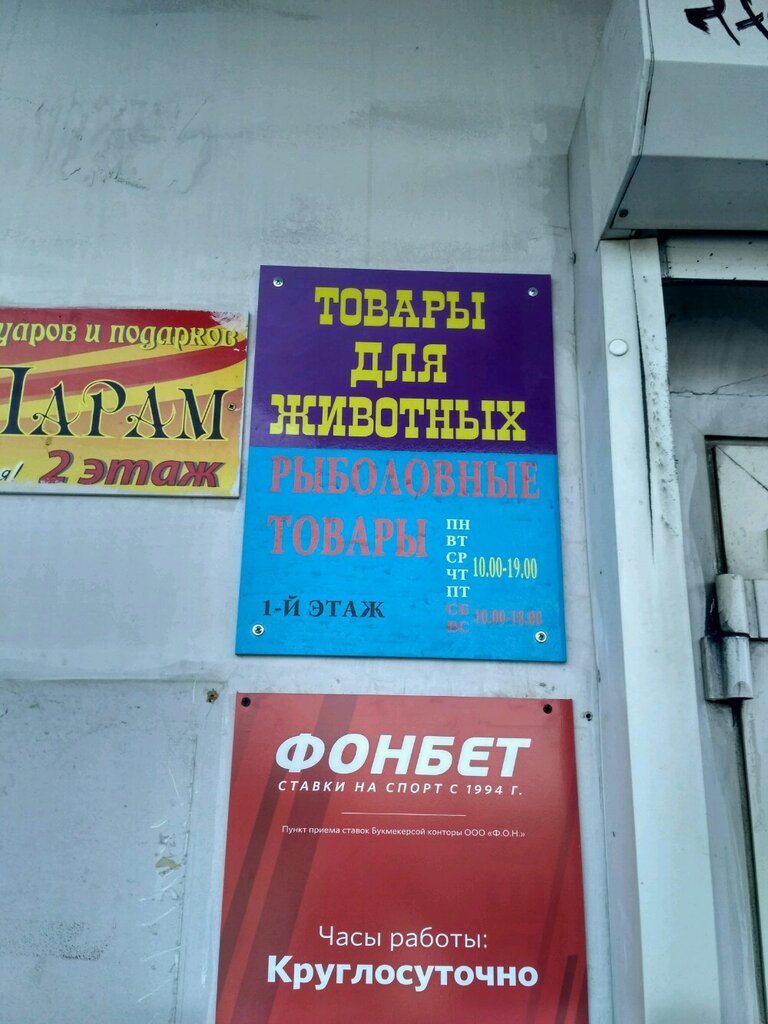 уаров и подарков
ПАРАМ
я! 2 этаж
ТОВАРЫ
ДЛЯ
ЖИВОТНЫХ
РЫБОЛОВНЫЕ
ТОВАРЫ
ПН
ВТ
СР
ЧТ
ПТ
10.00-19.00
СБ
ВС
10.00-18.00
1-Й ЭТАЖ
ФОНБЕТ
СТАВКИ НА СПОРТ С 1994 Г.
Пункт приема ставок Букмекерсой конторы ООО «Ф.О.Н.»
Часы работы:
Круглосуточно